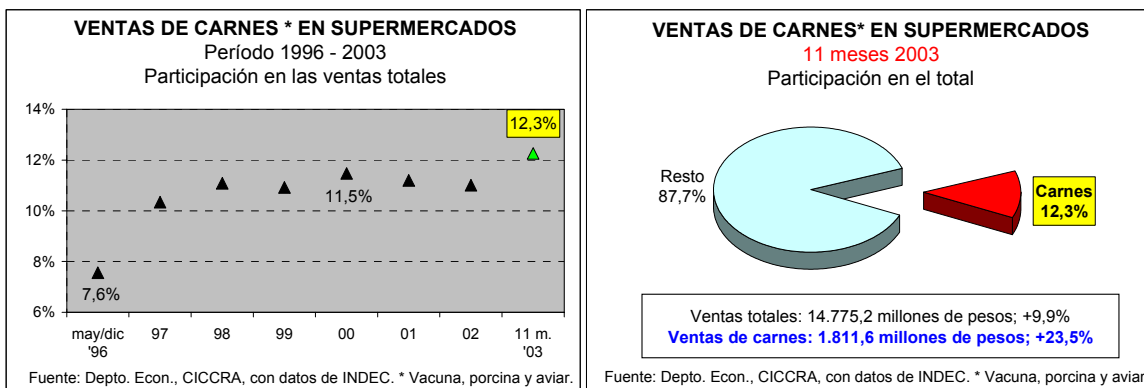 VENTAS DE CARNES * EN SUPERMERCADOS
Período 1996 - 2003
Participación en las ventas totales
14%
12%
10%
8%
6%
12,3%
11,5%
7,6%
may/dic '96
97
98
99
00
01
02
11 m. '03
Fuente: Depto. Econ., CICCRA, con datos de INDEC. * Vacuna, porcina y aviar.
VENTAS DE CARNES* EN SUPERMERCADOS
11 meses 2003
Participación en el total
Resto
87,7%
Carnes
12,3%
Ventas totales: 14.775,2 millones de pesos; +9,9%
Ventas de carnes: 1.811,6 millones de pesos; +23,5%
Fuente: Depto. Econ., CICCRA, con datos de INDEC. * Vacuna, porcina y aviar.